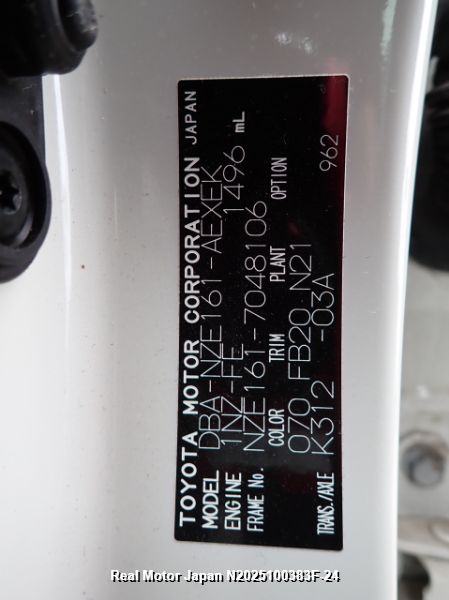 TOYOTA MOTOR CORPORATION JAPAN
MODEL DBA-NZE161-AEXEK
ENGINE 1NZ-FE 1496 mL
FRAME No. NZE161-7048106
COLOR TRIM PLANT OPTION
070 FB20 N21 962
TRANS./AXLE K312 -03A
Real Motor Japan N2025100383F-24